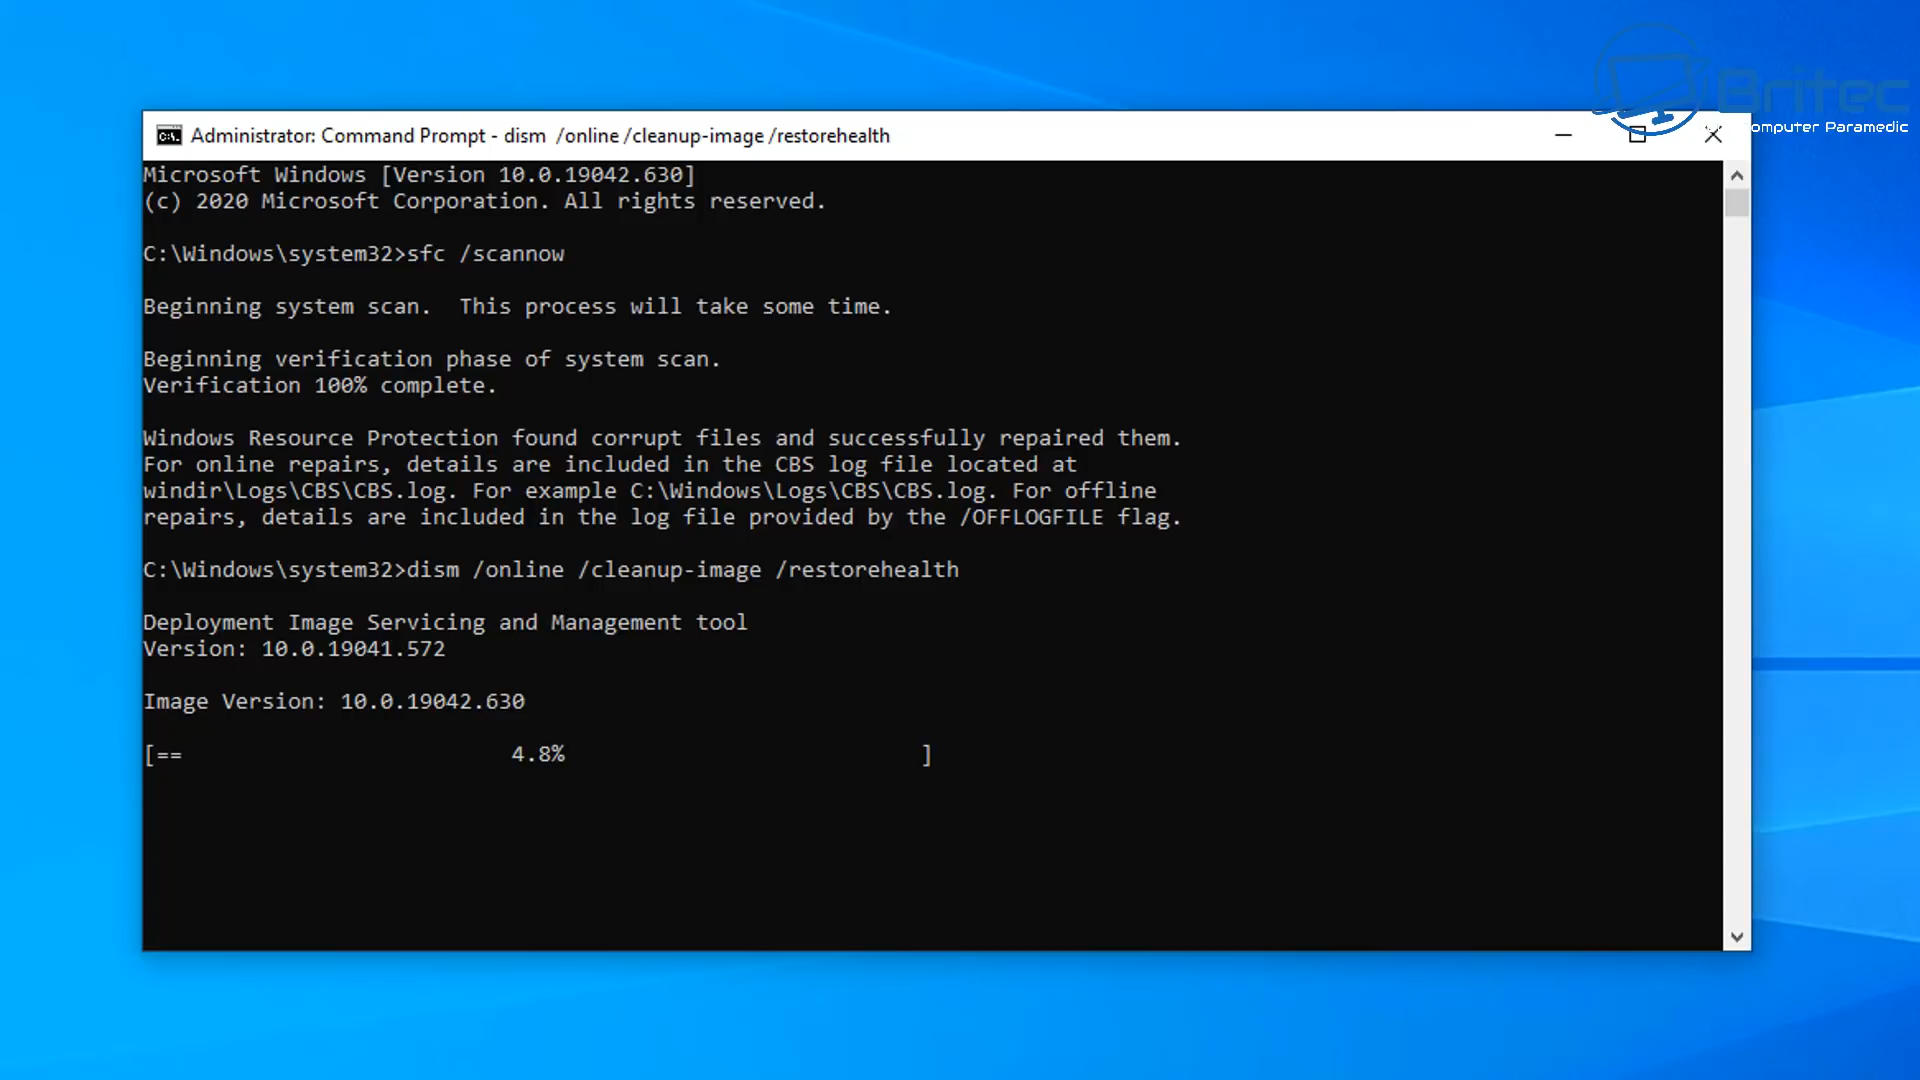 Britec
Computer Paramedic
Administrator: Command Prompt - dism  /online /cleanup-image /restorehealth
Microsoft Windows [Version 10.0.19042.630]
(c) 2020 Microsoft Corporation. All rights reserved.
C:\Windows\system32>sfc /scannow
Beginning system scan.  This process will take some time.
Beginning verification phase of system scan.
Verification 100% complete.
Windows Resource Protection found corrupt files and successfully repaired them.
For online repairs, details are included in the CBS log file located at
windir\Logs\CBS\CBS.log. For example C:\Windows\Logs\CBS\CBS.log. For offline
repairs, details are included in the log file provided by the /OFFLOGFILE flag.
C:\Windows\system32>dism /online /cleanup-image /restorehealth
Deployment Image Servicing and Management tool
Version: 10.0.19041.572
Image Version: 10.0.19042.630
[==                         4.8%                           ]